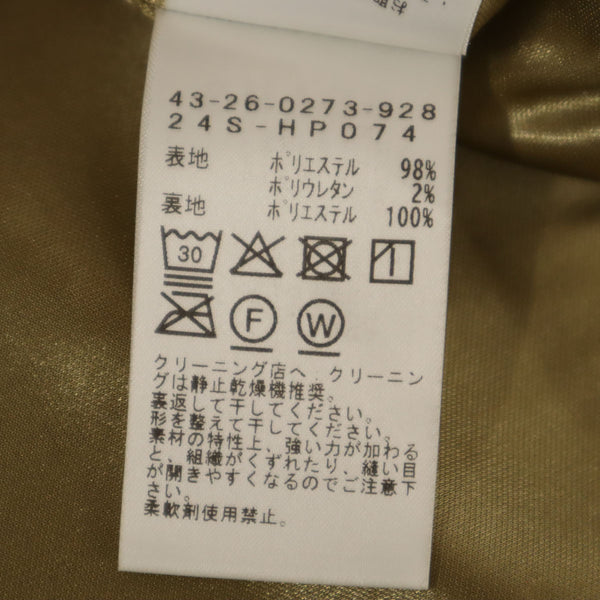 お取
43-26-0273-928
24S-HP074
表地 ポリエステル 98%
ポリウレタン 2%
裏地 ポリエステル 100%
30
F W
クリーニング店へ クリーニン
グは静止乾燥機推奨。
裏返して干してください。
形を整えて干してください。
素材の特性上、強い力が加わる
と、組織がくずれたり、縫い目
が開きやすくなるのでご注意下
さい。
柔軟剤使用禁止。